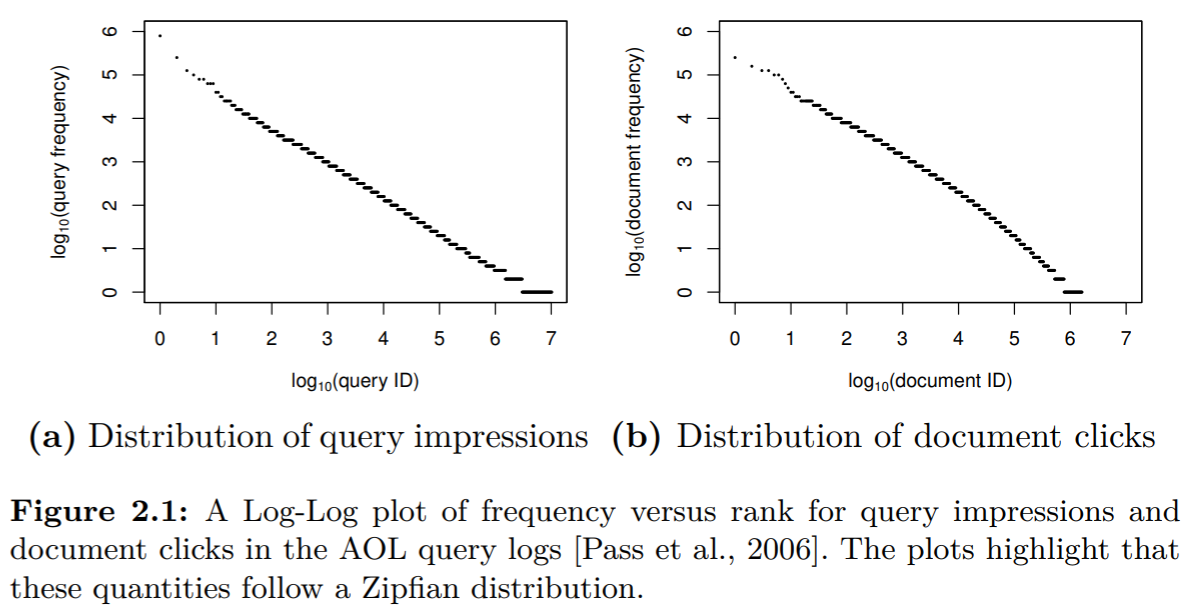 log10(query frequency)
6
5
4
3
2
1
0
0 1 2 3 4 5 6 7
log10(query ID)
log10(document frequency)
6
5
4
3
2
1
0
0 1 2 3 4 5 6 7
log10(document ID)
(a) Distribution of query impressions
(b) Distribution of document clicks
Figure 2.1: A Log-Log plot of frequency versus rank for query impressions and
document clicks in the AOL query logs [Pass et al., 2006]. The plots highlight that
these quantities follow a Zipfian distribution.